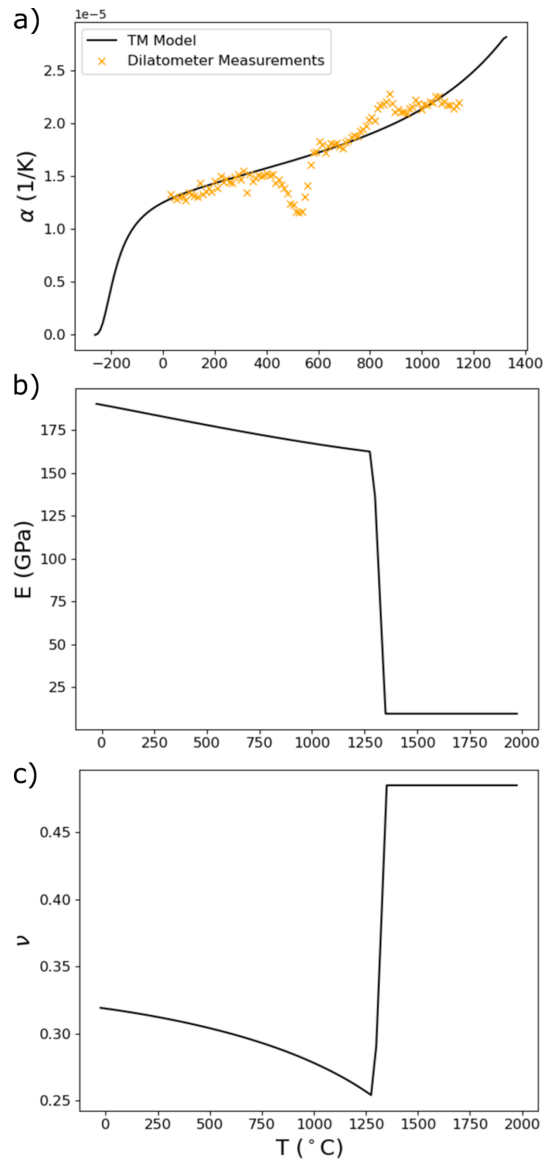 a)
1e−5
TM Model
Dilatometer Measurements
2.5
2.0
1.5
1.0
0.5
0.0
α (1/K)
−200 0 200 400 600 800 1000 1200 1400
b)
175
150
125
100
75
50
25
E (GPa)
0 250 500 750 1000 1250 1500 1750 2000
c)
0.45
0.40
0.35
0.30
0.25
ν
0 250 500 750 1000 1250 1500 1750 2000
T (°C)